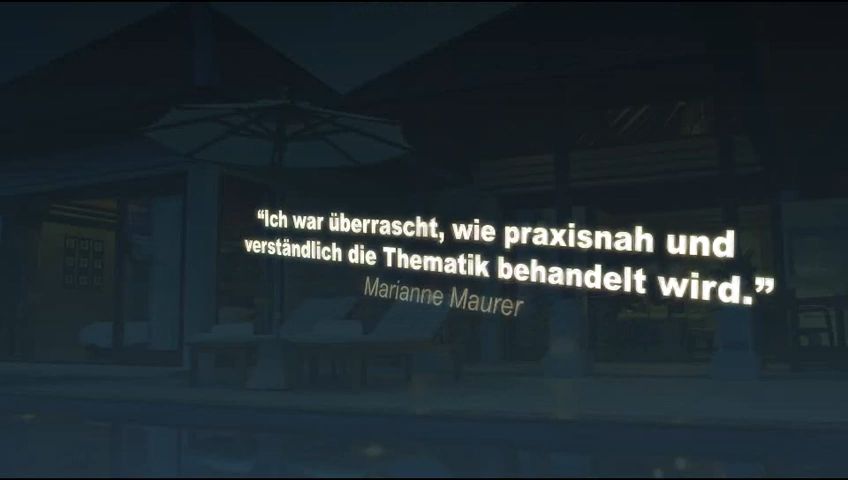 “Ich war überrascht, wie praxisnah und
verständlich die Thematik behandelt wird.”
Marianne Maurer